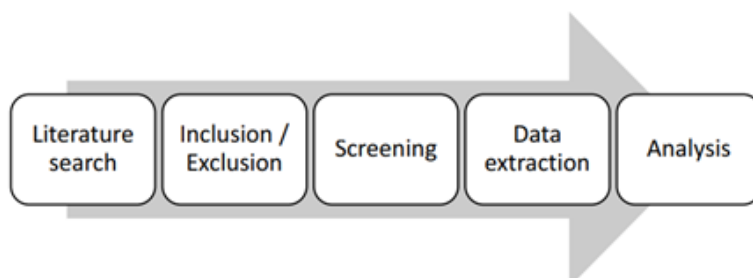 Literature
search
Inclusion /
Exclusion
Screening
Data
extraction
Analysis